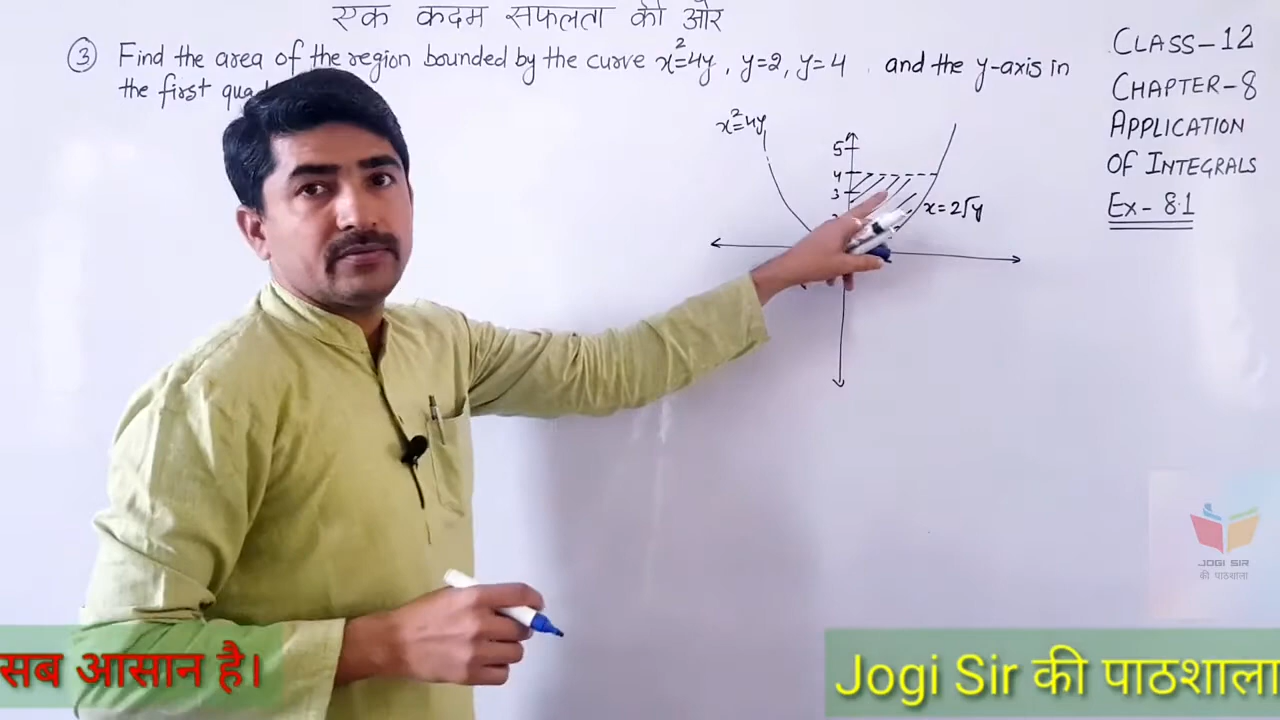 एक कदम सफलता की ओर
③ Find the area of the region bounded by the curve x²=4y, y=2, y=4 and the y-axis in
the first
CLASS-12
CHAPTER-8
APPLICATION
OF INTEGRALS
Ex- 8.1
x²=4y
5
4
3
x=2√y
JOGI SIR
की पाठशाला
सब आसान है।
Jogi Sir की पाठशाला